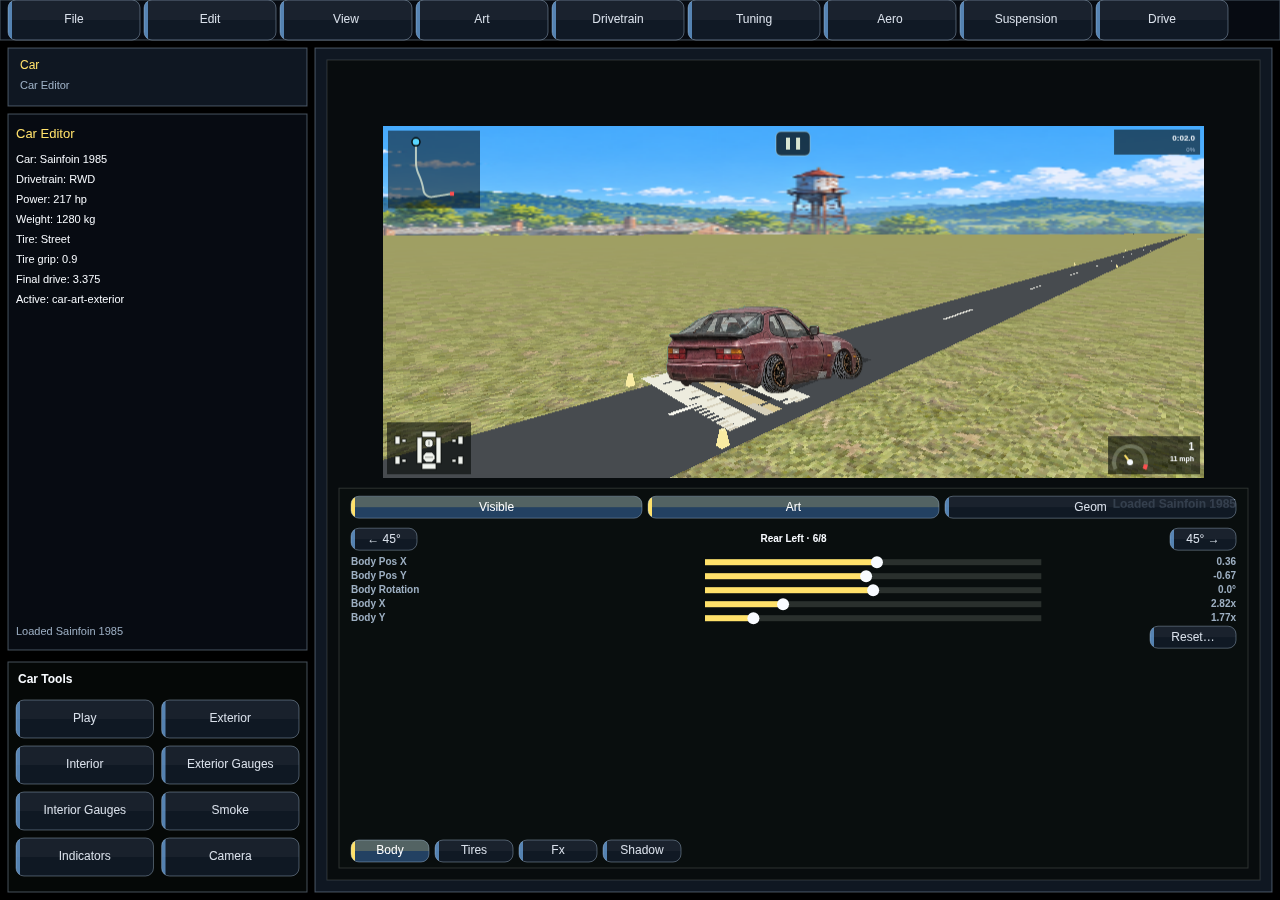 File Edit View Art Drivetrain Tuning Aero Suspension Drive
Car
Car Editor
Car Editor
Car: Sainfoin 1985
Drivetrain: RWD
Power: 217 hp
Weight: 1280 kg
Tire: Street
Tire grip: 0.9
Final drive: 3.375
Active: car-art-exterior
Loaded Sainfoin 1985
Car Tools
Play Exterior
Interior Exterior Gauges
Interior Gauges Smoke
Indicators Camera
0:02.0
0%
1
11 mph
Visible Art Geom Loaded Sainfoin 1985
← 45° Rear Left · 6/8 45° →
Body Pos X 0.36
Body Pos Y -0.67
Body Rotation 0.0°
Body X 2.82x
Body Y 1.77x
Reset...
Body Tires Fx Shadow